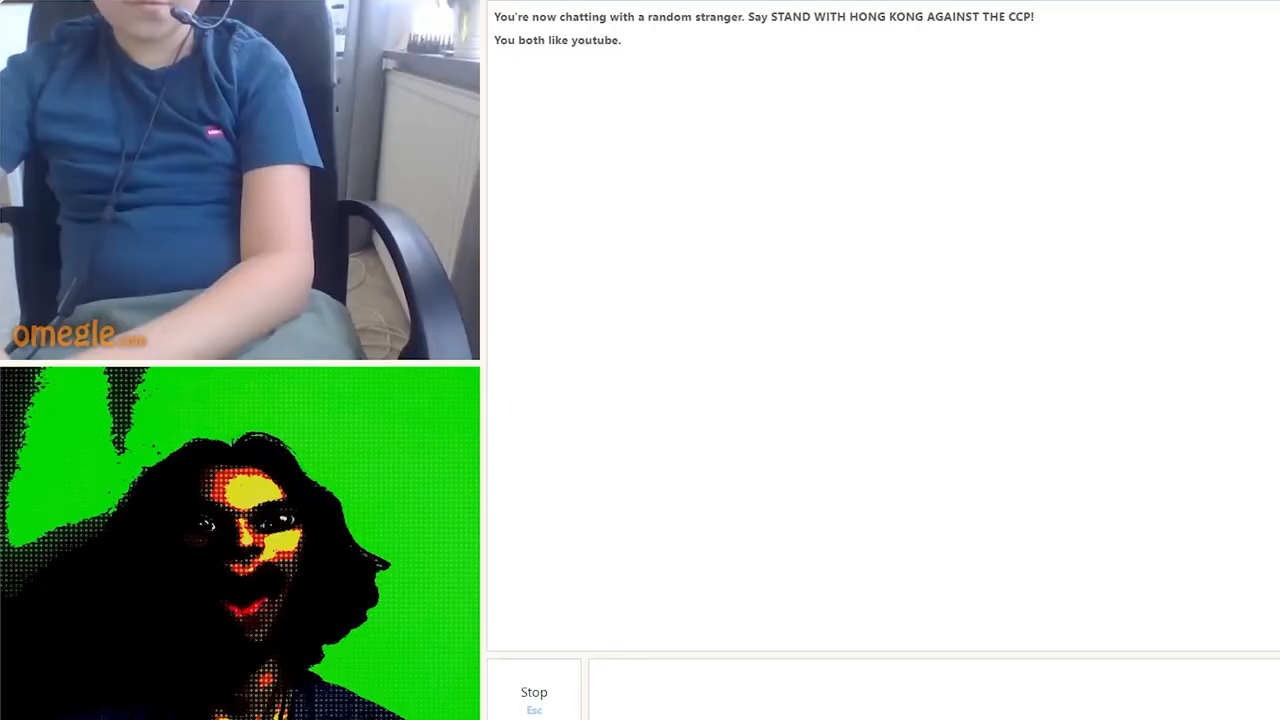 You're now chatting with a random stranger. Say STAND WITH HONG KONG AGAINST THE CCP!
You both like youtube.
omegle.com
Stop
Esc